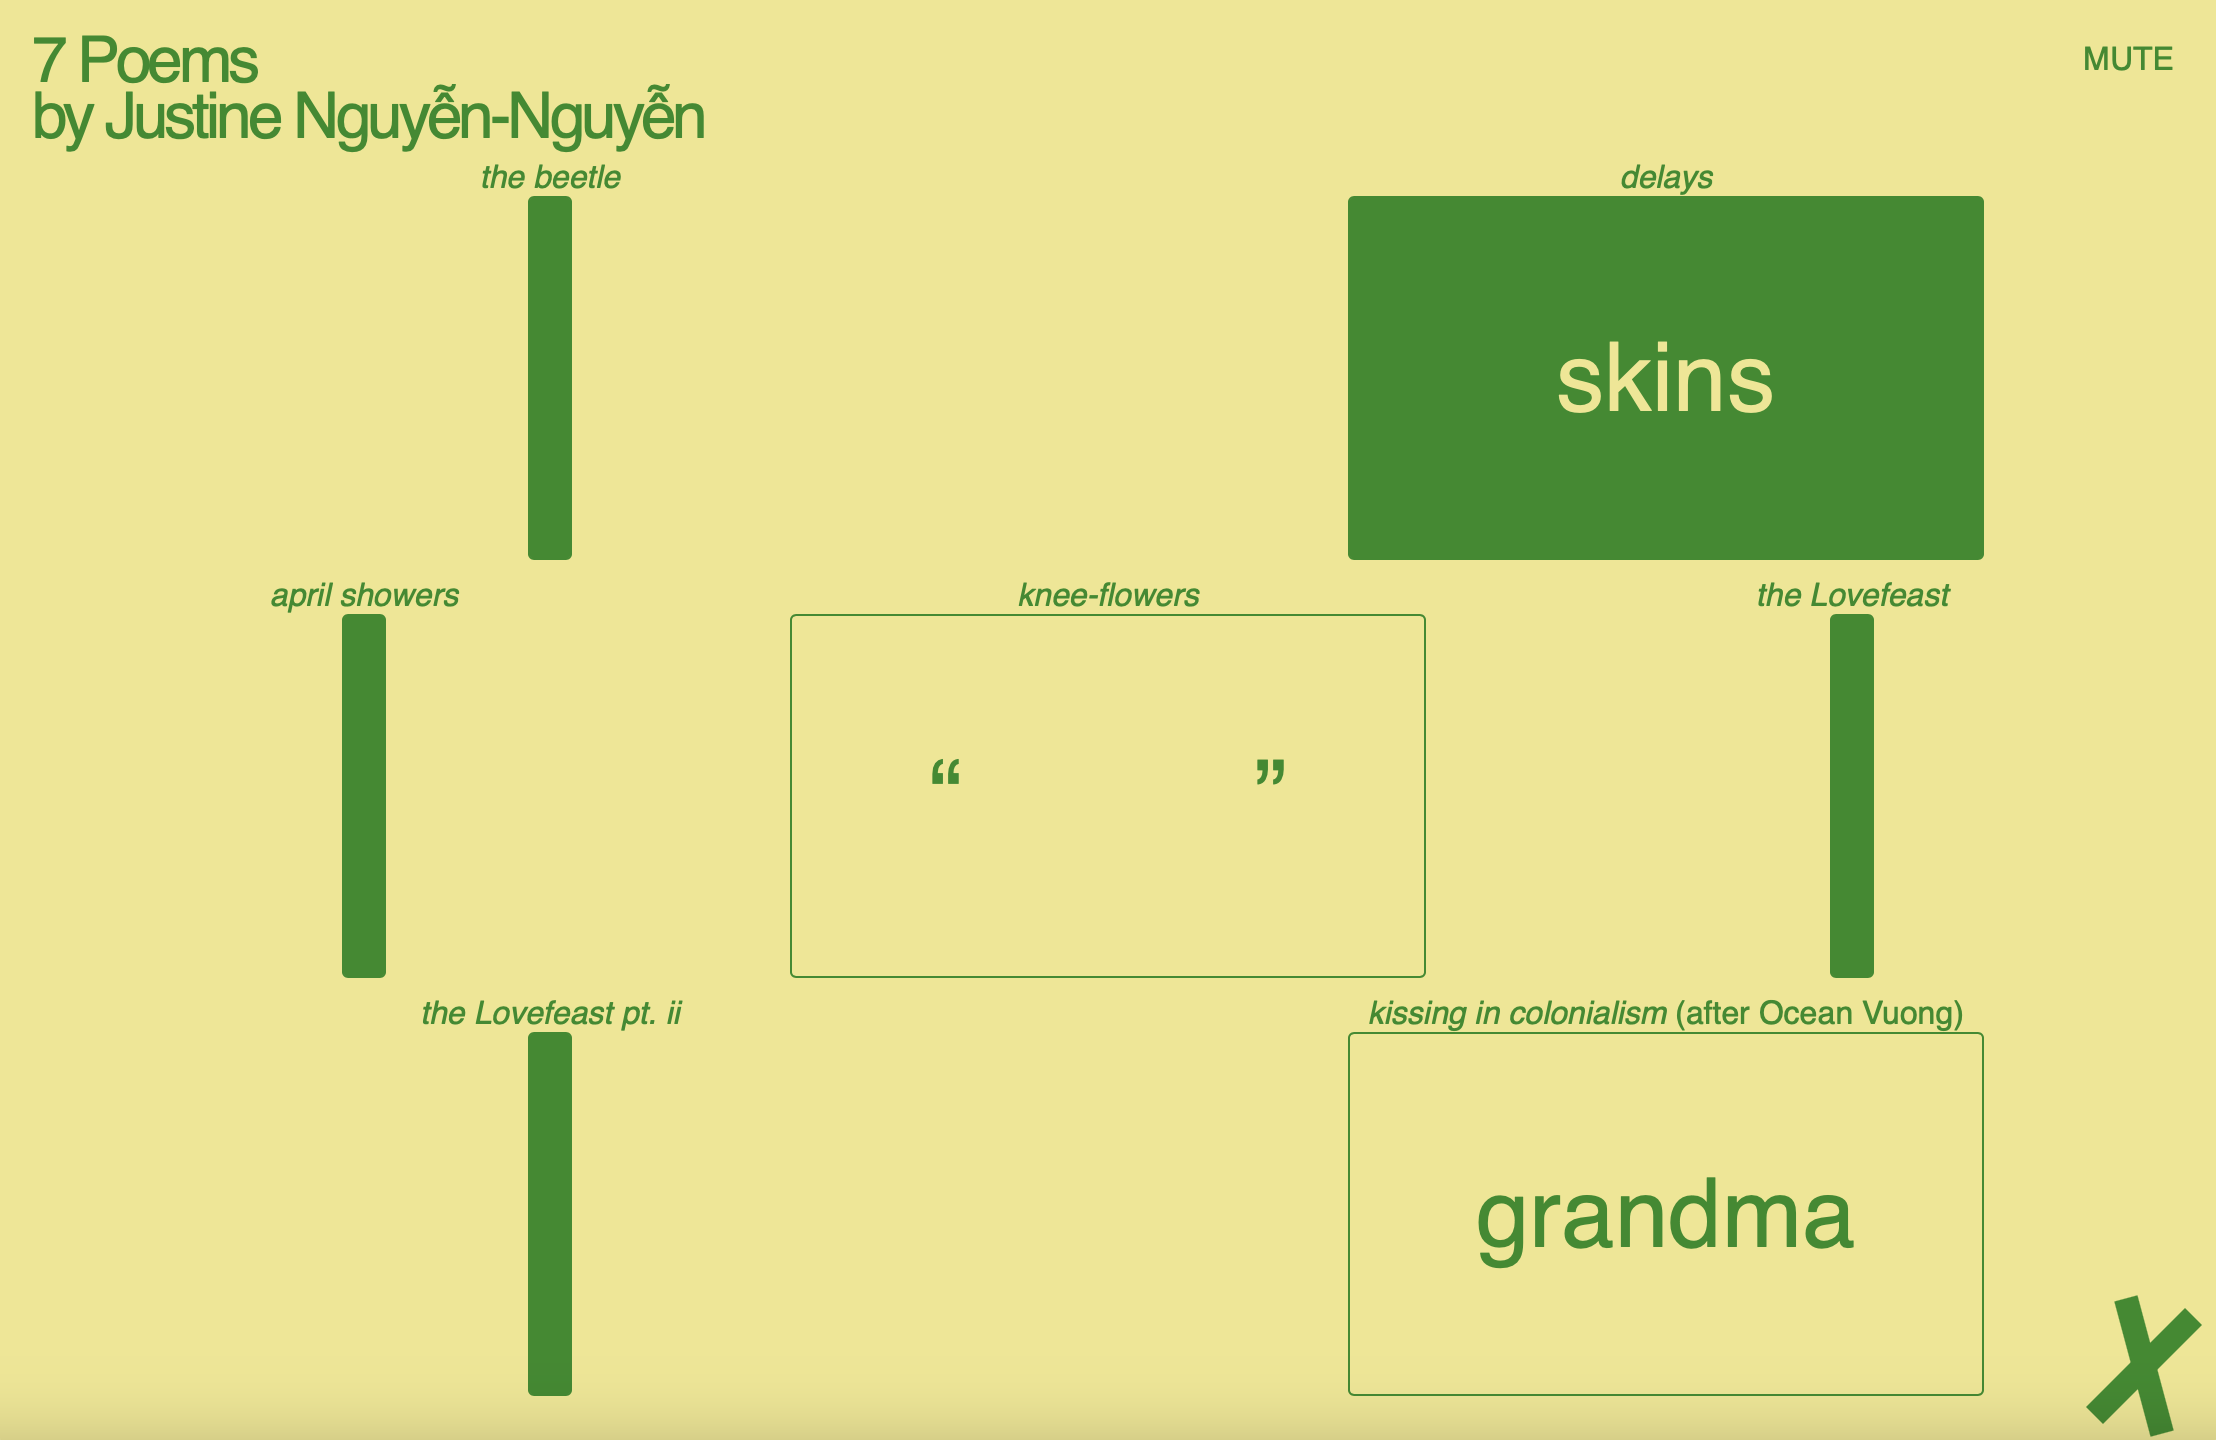 7 Poems
by Justine Nguyễn-Nguyễn
MUTE
the beetle
delays
skins
april showers
knee-flowers
the Lovefeast
“ ”
the Lovefeast pt. ii
kissing in colonialism (after Ocean Vuong)
grandma
X